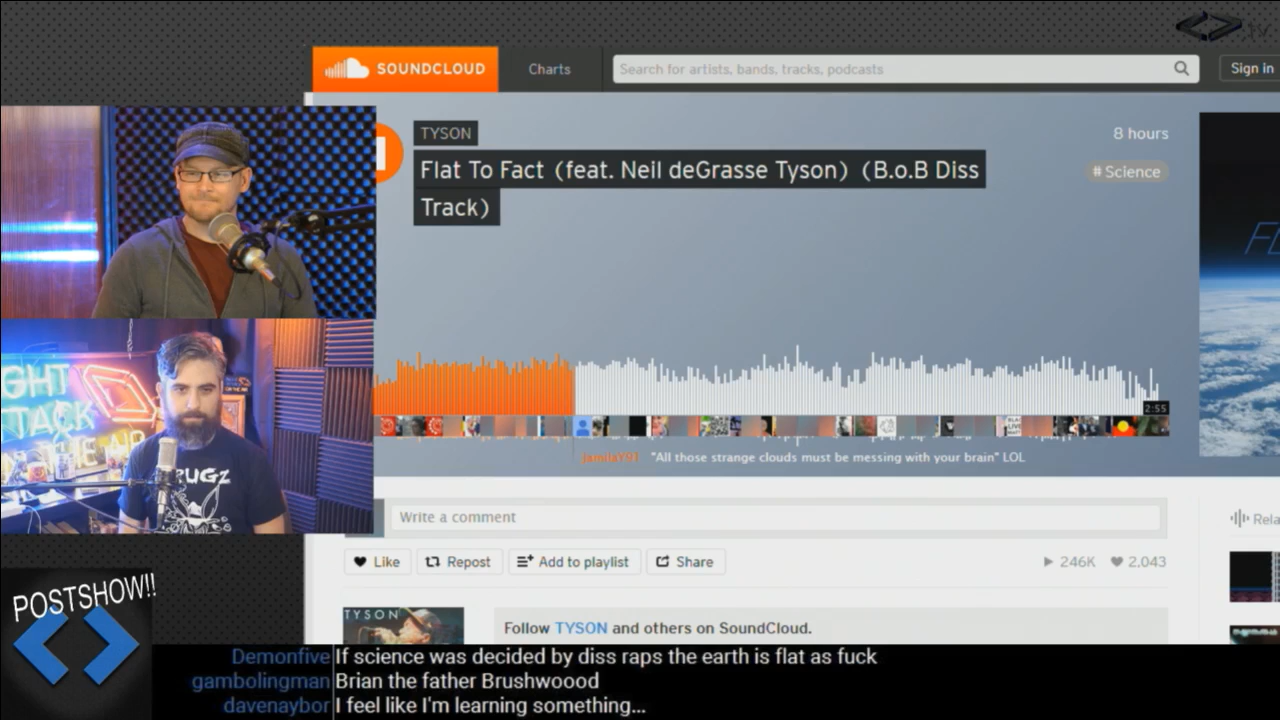 .tv
SOUNDCLOUD
Charts
Search for artists, bands, tracks, podcasts
Sign in
TYSON
8 hours
Flat To Fact (feat. Neil deGrasse Tyson) (B.o.B Diss
# Science
Track)
2:55
"All those strange clouds must be messing with your brain" LOL
Write a comment
Like
Repost
Add to playlist
Share
246K
2,043
TYSON
Follow TYSON and others on SoundCloud.
POSTSHOW!!
Demonfive If science was decided by diss raps the earth is flat as fuck
gambolingman Brian the father Brushwoood
davenaybor I feel like I'm learning something...